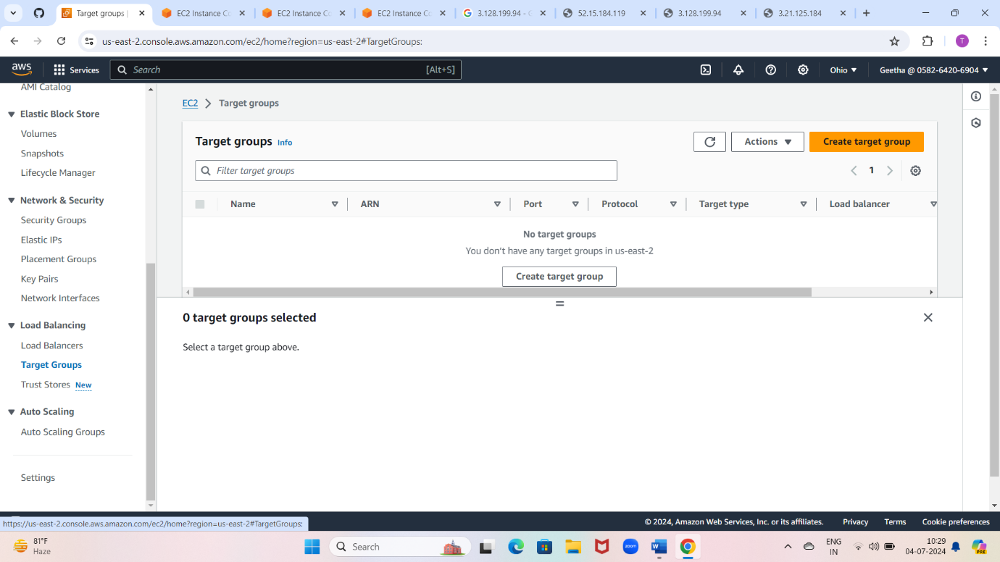 Target groups |
EC2 Instance Co
EC2 Instance Co
EC2 Instance Co
3.128.199.94 - G
52.15.184.119
3.128.199.94
3.21.125.184
us-east-2.console.aws.amazon.com/ec2/home?region=us-east-2#TargetGroups:
T
aws
Services
Search
[Alt+S]
Ohio
Geetha @ 0582-6420-6904
AMI Catalog
Elastic Block Store
Volumes
Snapshots
Lifecycle Manager
Network & Security
Security Groups
Elastic IPs
Placement Groups
Key Pairs
Network Interfaces
Load Balancing
Load Balancers
Target Groups
Trust Stores New
Auto Scaling
Auto Scaling Groups
Settings
EC2 > Target groups
Target groups Info
Actions
Create target group
Filter target groups
1
Name
ARN
Port
Protocol
Target type
Load balancer
No target groups
You don't have any target groups in us-east-2
Create target group
0 target groups selected
Select a target group above.
https://us-east-2.console.aws.amazon.com/ec2/home?region=us-east-2#TargetGroups:
© 2024, Amazon Web Services, Inc. or its affiliates.
Privacy
Terms
Cookie preferences
81°F
Haze
Search
zoom
W
ENG
IN
10:29
04-07-2024
PRE